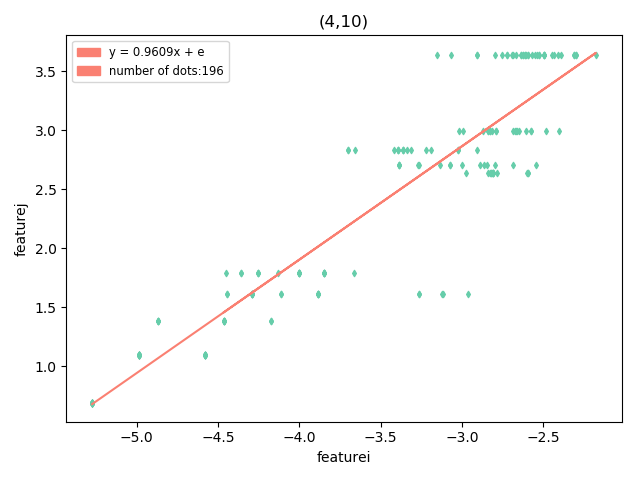 (4,10)
y = 0.9609x + e
number of dots:196
3.5
3.0
2.5
2.0
1.5
1.0
featurej
−5.0 −4.5 −4.0 −3.5 −3.0 −2.5
featurei